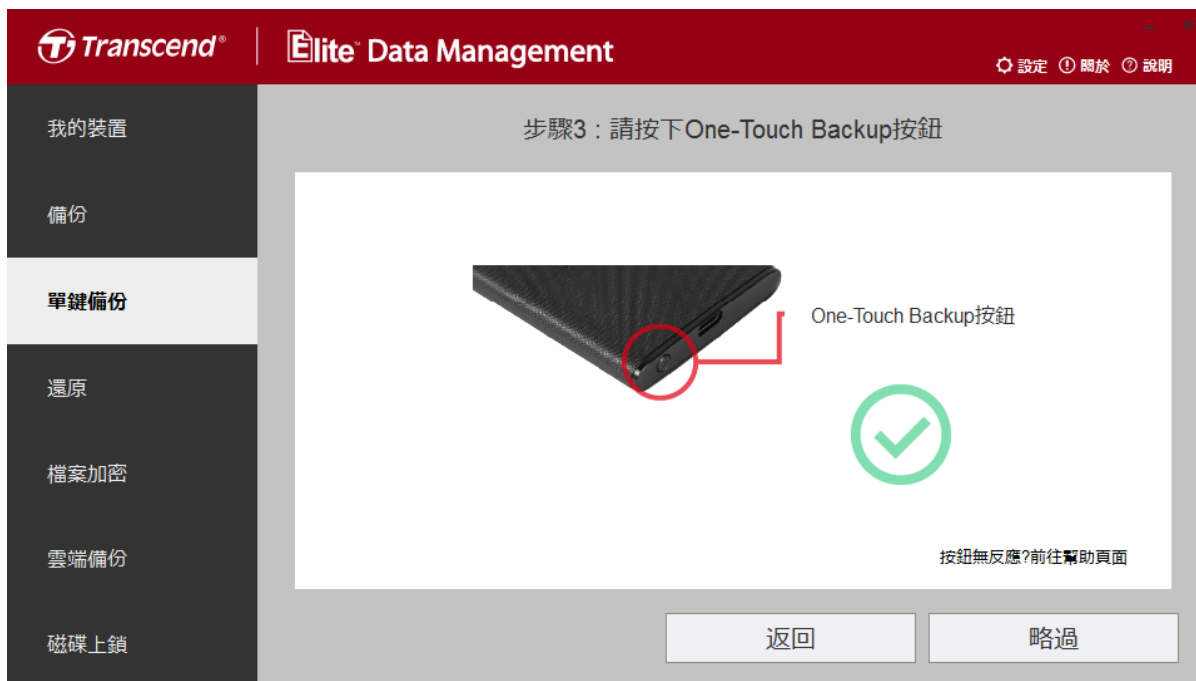 Transcend®
Elite™ Data Management
設定 關於 說明
我的裝置
備份
單鍵備份
還原
檔案加密
雲端備份
磁碟上鎖
步驟3：請按下One-Touch Backup按鈕
One-Touch Backup按鈕
按鈕無反應?前往幫助頁面
返回
略過